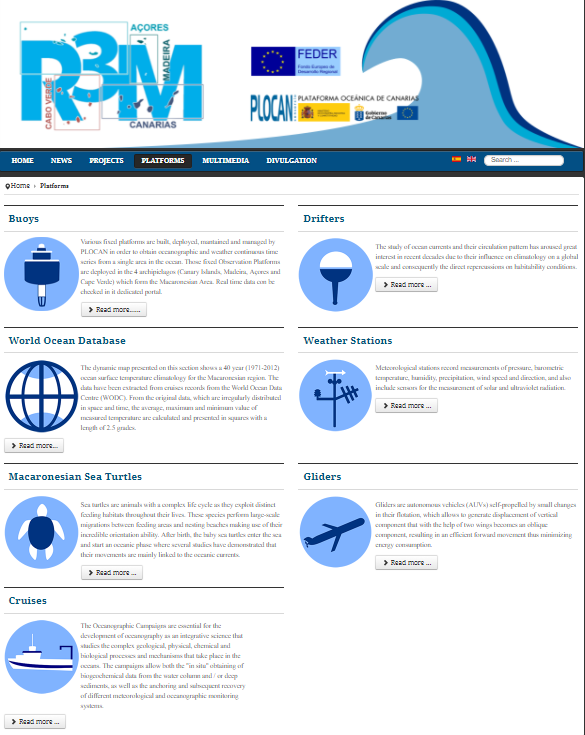 AÇORES
MADEIRA
R3M
CABO VERDE
CANARIAS
FEDER
Fondo Europeo de
Desarrollo Regional
PLOCAN PLATAFORMA OCEÁNICA DE CANARIAS
HOME NEWS PROJECTS PLATFORMS MULTIMEDIA DIVULGATION Search ...
Home › Platforms
Buoys
Various fixed platforms are built, deployed, mantained and managed by
PLOCAN in order to obtain oceanographic and weather continuous time
series from a single area in the ocean. Those fixed Observation Platforms
are deployed in the 4 archipielagos (Canary Islands, Madeira, Açores and
Cape Verde) which form the Macaronesian Area. Real time data can be
checked in it dedicated portal.
Read more......
Drifters
The study of ocean currents and their circulation pattern has aroused great
interest in recent decades due to their influence on climatology on a global
scale and consequently the direct repercussions on habitability conditions.
Read more ...
World Ocean Database
The dynamic map presented on this section shows a 40 year (1971-2012)
ocean surface temperature climatology for the Macaronesian region. The
data have been extracted from cruises records from the World Ocean Data
Centre (WODC). From the original data, which are irregularly distributed
in space and time, the average, maximum and minimum value of
measured temperature are calculated and presented in squares with a
length of 2.5 grades.
Read more...
Weather Stations
Meteorological stations record measurements of pressure, barometric
temperature, humidity, precipitation, wind speed and direction, and also
include sensors for the measurement of solar and ultraviolet radiation.
Read more ...
Macaronesian Sea Turtles
Sea turtles are animals with a complex life cycle as they exploit distinct
feeding habitats throughout their lives. These species perform large-scale
migrations between feeding areas and nesting beaches making use of their
incredible orientation ability. After birth, the baby sea turtles enter the sea
and start an oceanic phase where several studies have demonstrated that
their movements are mainly linked to the oceanic currents.
Read more ...
Gliders
Gliders are autonomous vehicles (AUVs) self-propelled by small changes
in their flotation, which allows to generate displacement of vertical
component that with the help of two wings becomes an oblique
component, resulting in an efficient forward movement thus minimizing
energy consumption.
Read more ...
Cruises
The Oceanographic Campaigns are essential for the
development of oceanography as an integrative science that
studies the complex geological, physical, chemical and
biological processes and mechanisms that take place in the
oceans. The campaigns allow both the "in situ" obtaining of
biogeochemical data from the water column and / or deep
sediments, as well as the anchoring and subsequent recovery
of different meteorological and oceanographic monitoring
systems.
Read more ...